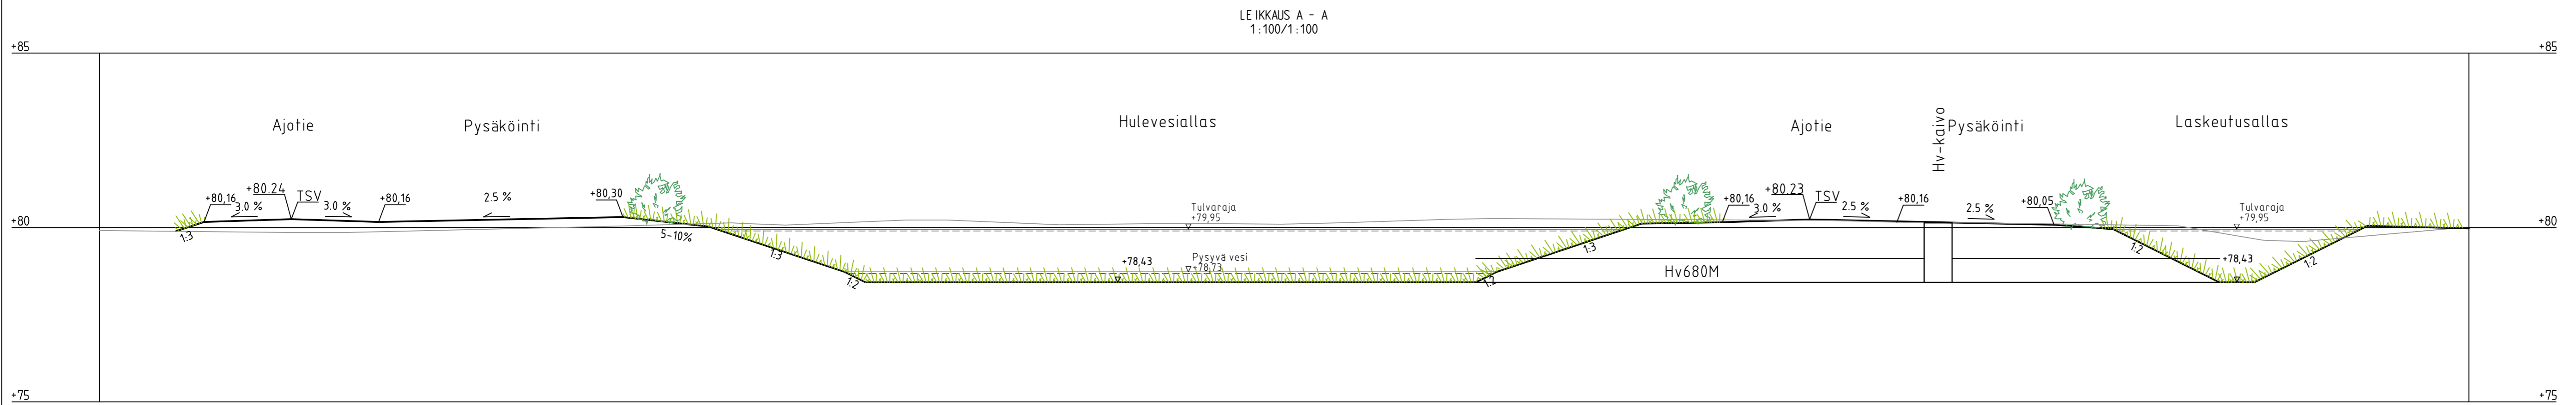 LEIKKAUS A - A
1:100/1:100
+85
+85
Ajotie
Pysäköinti
Hulevesiallas
Ajotie
Hv-kaivo
Pysäköinti
Laskeutusallas
+80,16
3.0 %
+80.24
TSV
3.0 %
+80,16
2.5 %
+80,30
Tulvaraja
+79,95
+80,16
3.0 %
+80.23
TSV
2.5 %
+80,16
2.5 %
+80,05
Tulvaraja
+79,95
+80
+80
1:3
5-10%
1:3
1:2
+78,43
Pysyvä vesi
+78,73
1:3
1:2
Hv680M
1:2
+78,43
1:2
+75
+75